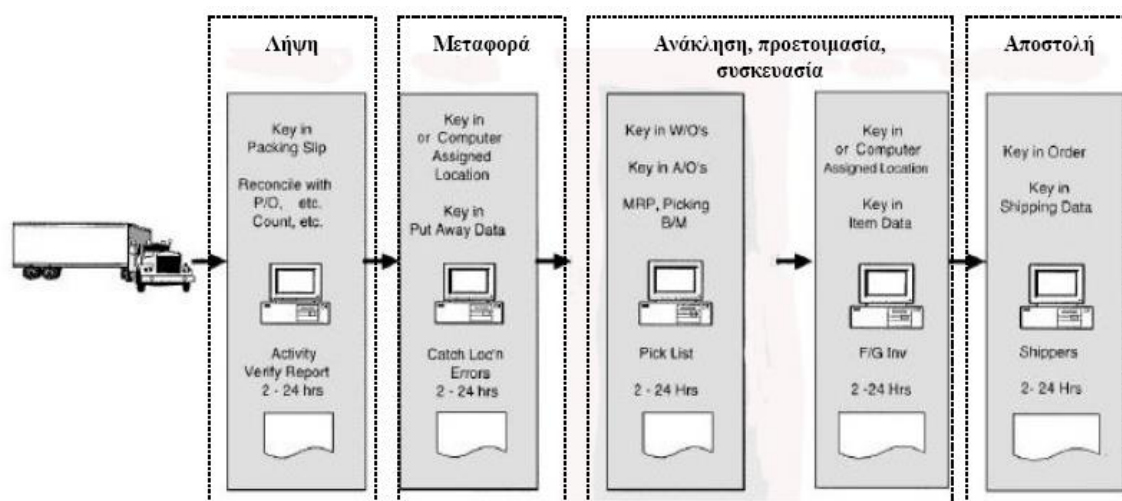 Λήψη
Key in
Packing Slip
Reconcile with
P/O, etc.
Count, etc.
Activity
Verify Report
2 - 24 hrs
Μεταφορά
Key in
or Computer
Assigned
Location
Key in
Put Away Data
Catch Loc'n
Errors
2 - 24 hrs
Ανάκληση, προετοιμασία,
συσκευασία
Key in W/O's
Key in A/O's
MRP, Picking
B/M
Pick List
2 - 24 Hrs
Key in
or Computer
Assigned Location
Key in
Item Data
F/G Inv
2 -24 Hrs
Αποστολή
Key in Order
Key in
Shipping Data
Shippers
2- 24 Hrs